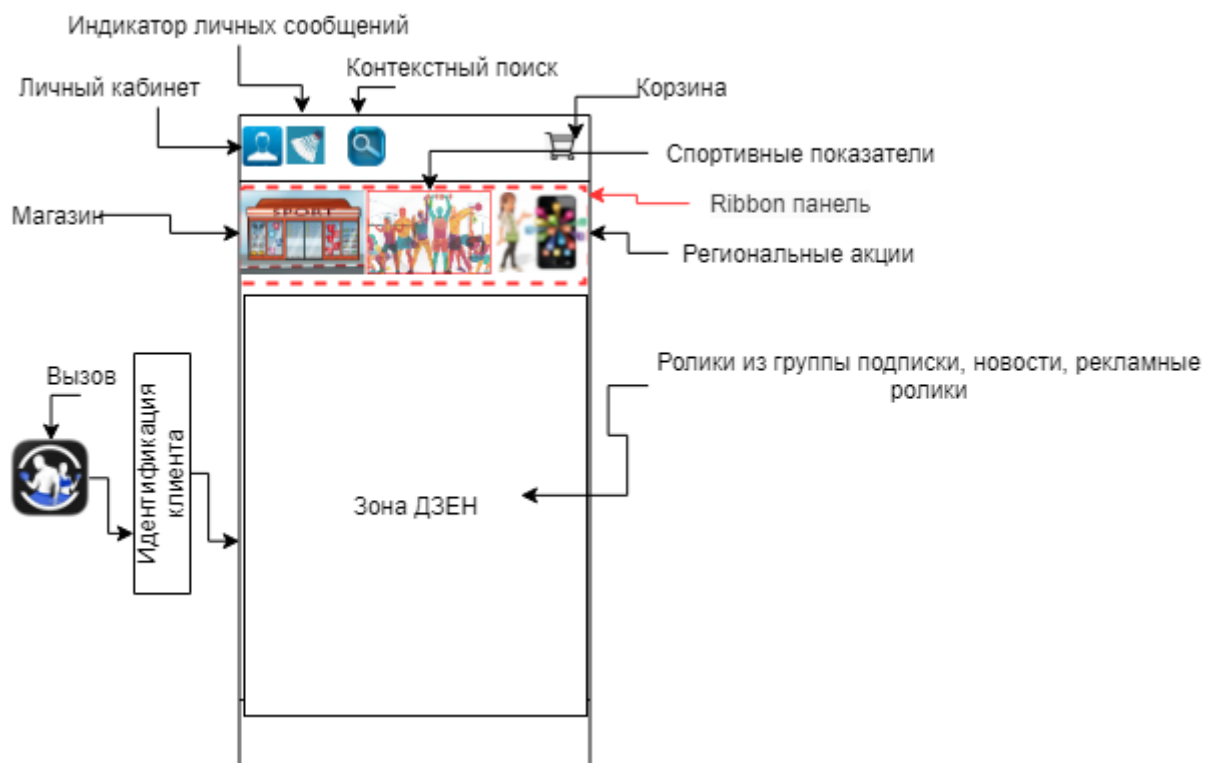 Индикатор личных сообщений
Контекстный поиск
Личный кабинет
Корзина
Спортивные показатели
Ribbon панель
Магазин
SPORT
Региональные акции
Ролики из группы подписки, новости, рекламные
ролики
Вызов
Идентификация
клиента
Зона ДЗЕН